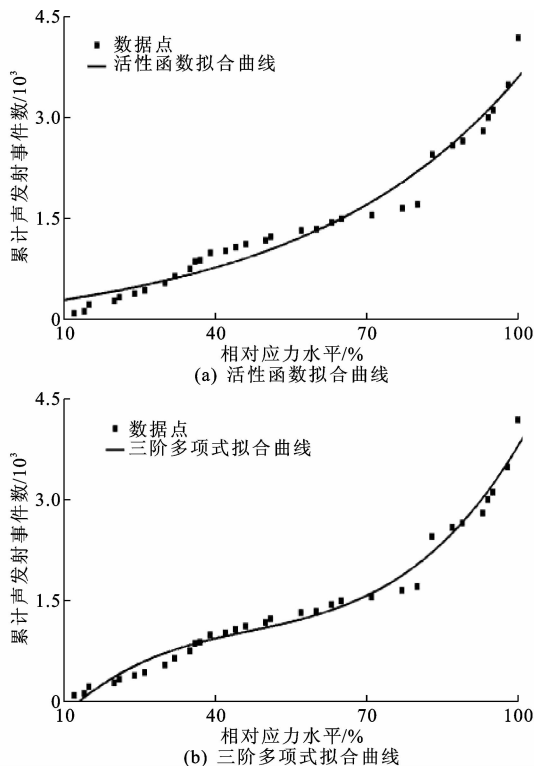 4.5
数据点
活性函数拟合曲线
3.0
1.5
0
累计声发射事件数/10³
10
40
70
100
相对应力水平/%
(a) 活性函数拟合曲线
4.5
数据点
三阶多项式拟合曲线
3.0
1.5
0
累计声发射事件数/10³
10
40
70
100
相对应力水平/%
(b) 三阶多项式拟合曲线